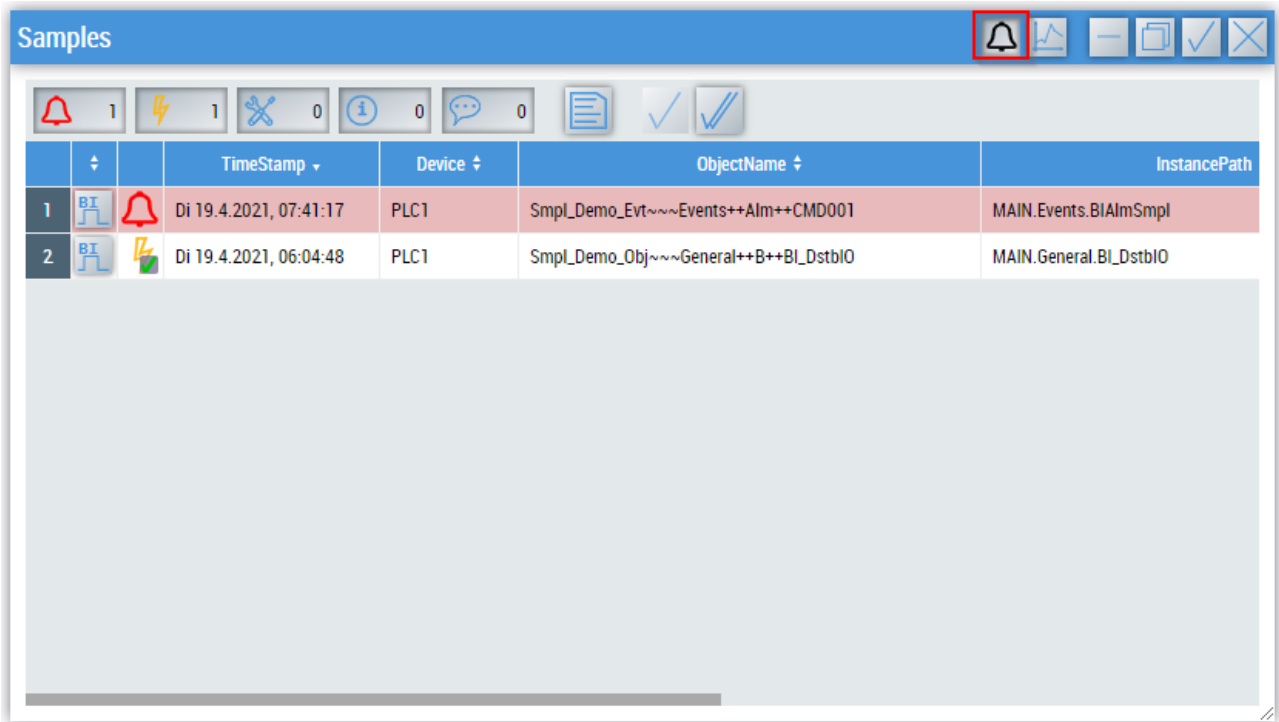 Samples
1 1 0 0 0
TimeStamp Device ObjectName InstancePath
1 BI Di 19.4.2021, 07:41:17 PLC1 Smpl_Demo_Evt~~~Events++Alm++CMD001 MAIN.Events.BIAlmSmpl
2 BI Di 19.4.2021, 06:04:48 PLC1 Smpl_Demo_Obj~~~General++B++BI_DstbIO MAIN.General.BI_DstbIO